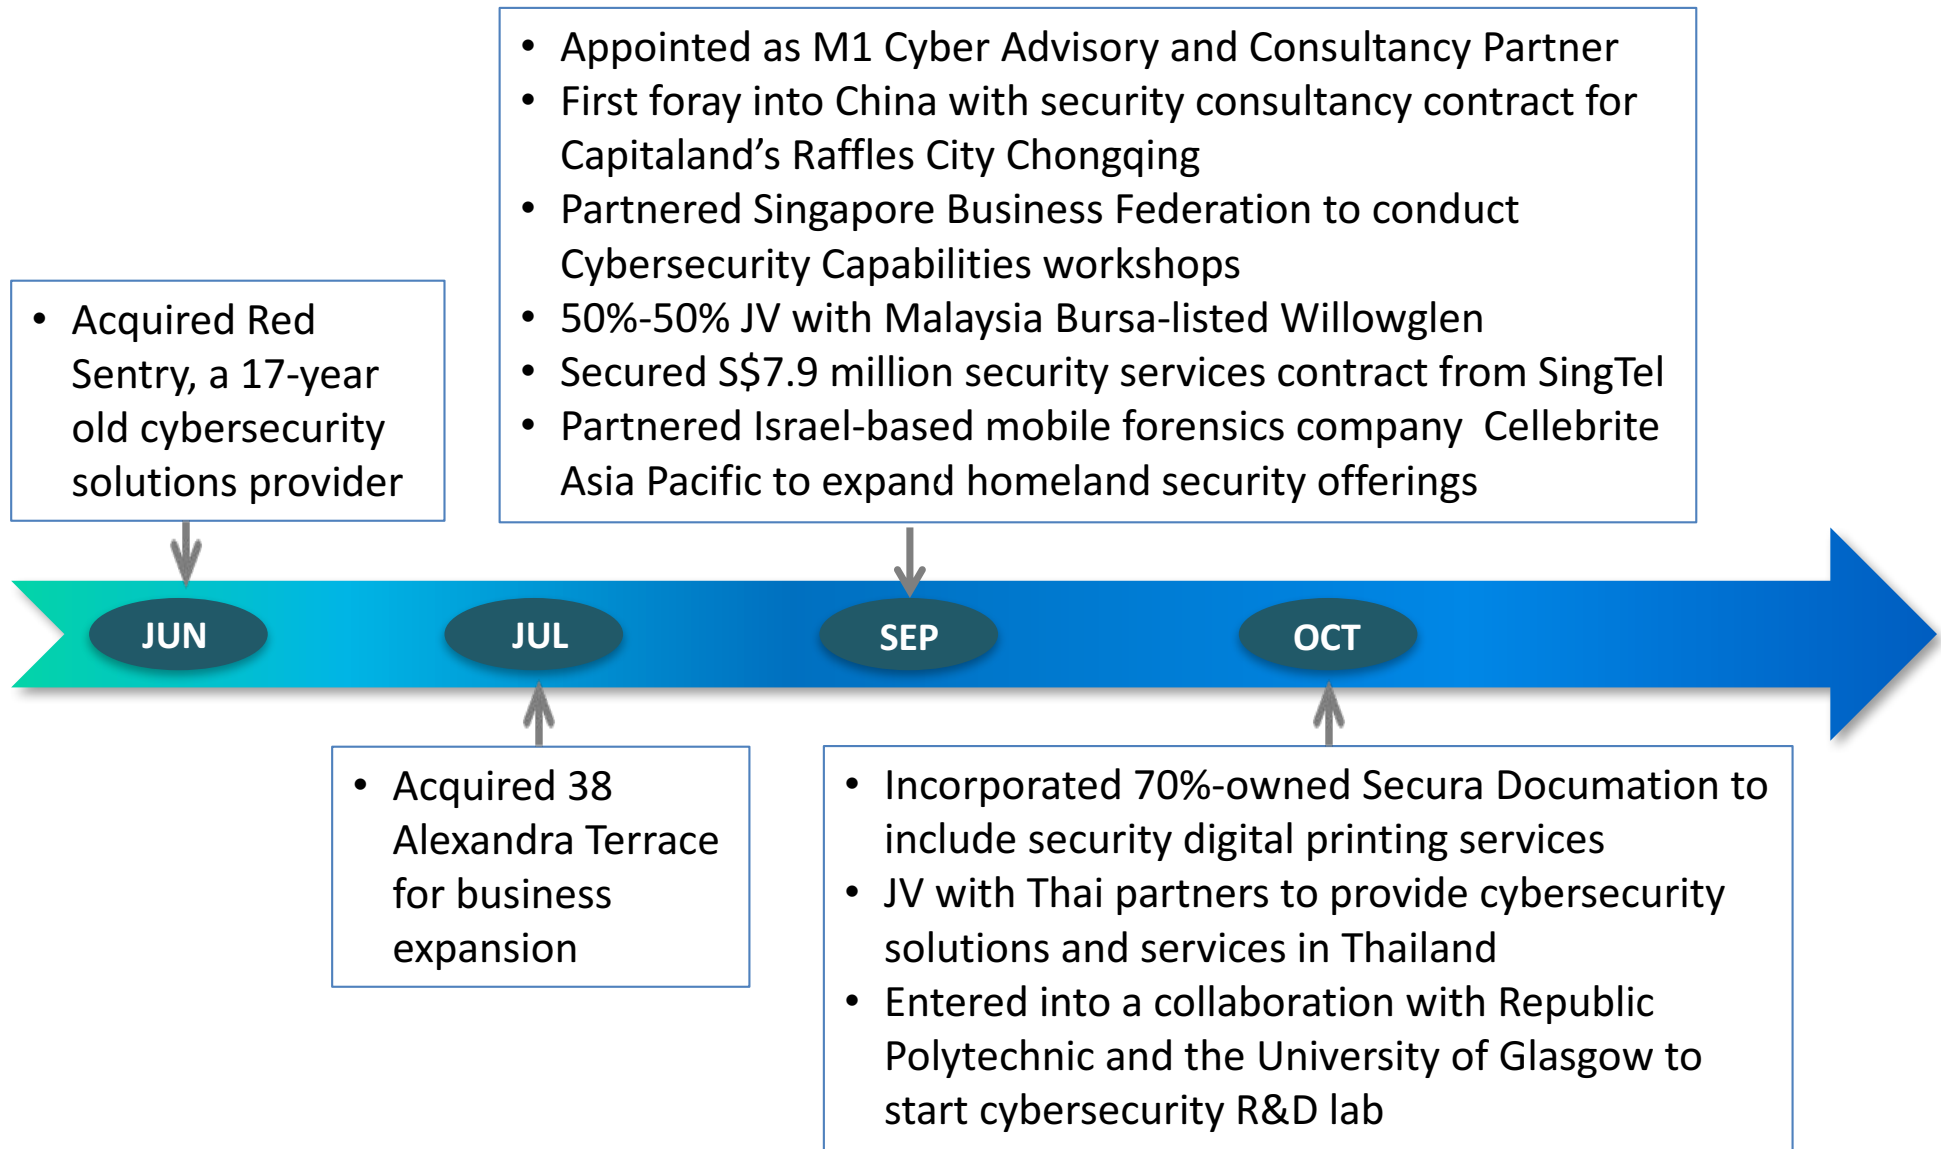 • Appointed as M1 Cyber Advisory and Consultancy Partner
• First foray into China with security consultancy contract for
Capitaland’s Raffles City Chongqing
• Partnered Singapore Business Federation to conduct
Cybersecurity Capabilities workshops
• 50%-50% JV with Malaysia Bursa-listed Willowglen
• Secured S$7.9 million security services contract from SingTel
• Partnered Israel-based mobile forensics company  Cellebrite
Asia Pacific to expand homeland security offerings
• Acquired Red
Sentry, a 17-year
old cybersecurity
solutions provider
JUN
JUL
SEP
OCT
• Acquired 38
Alexandra Terrace
for business
expansion
• Incorporated 70%-owned Secura Documation to
include security digital printing services
• JV with Thai partners to provide cybersecurity
solutions and services in Thailand
• Entered into a collaboration with Republic
Polytechnic and the University of Glasgow to
start cybersecurity R&D lab